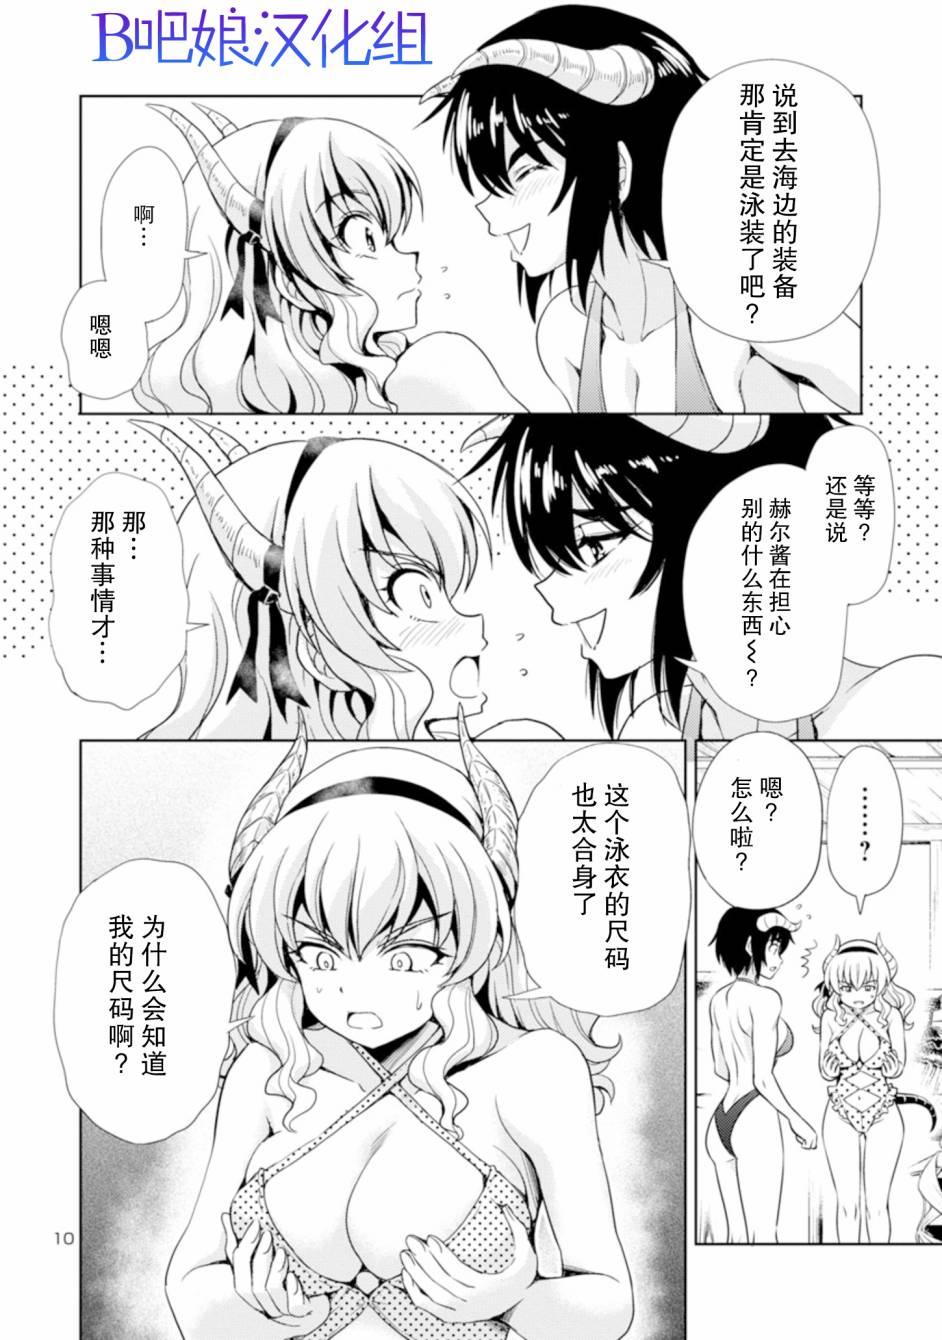 B吧娘汉化组
说到去海边的装备
那肯定是泳装了吧？
啊…
嗯嗯
等等？
还是说
赫尔酱在担心
别的什么东西～？
那…
那种事情才…
……？
嗯？
怎么啦？
这个泳衣的尺码
也太合身了
为什么会知道
我的尺码啊？
10